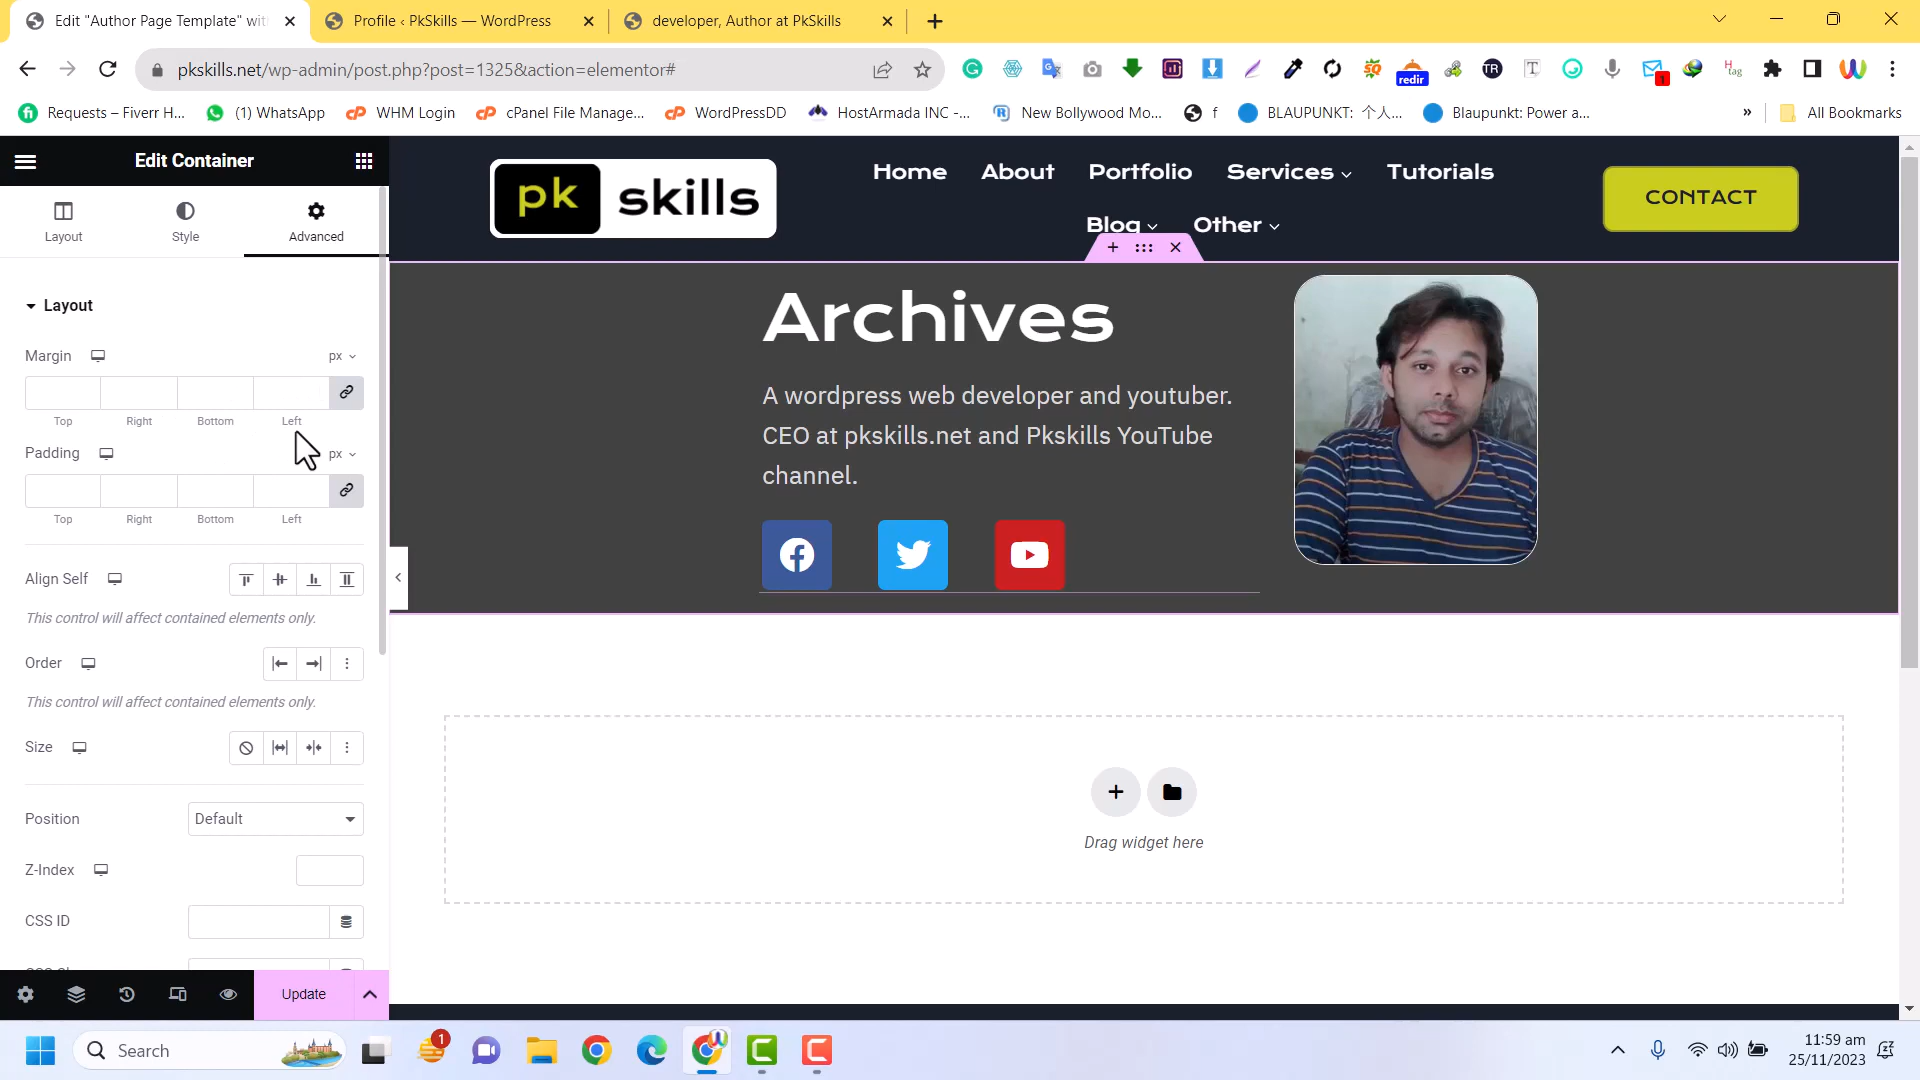 Edit "Author Page Template" wit
Profile ‹ PkSkills — WordPress
developer, Author at PkSkills
pkskills.net/wp-admin/post.php?post=1325&action=elementor#
SQ
redir
TR
T
1
H
tag
Requests – Fiverr H...
(1) WhatsApp
WHM Login
cPanel File Manage...
WordPressDD
HostArmada INC -...
New Bollywood Mo...
f
BLAUPUNKT: 个人...
Blaupunkt: Power a...
»
All Bookmarks
Edit Container
Layout
Style
Advanced
pk skills
Home
About
Portfolio
Services
Tutorials
Blog
Other
CONTACT
Layout
Margin
px
Top
Right
Bottom
Left
Padding
px
Top
Right
Bottom
Left
Align Self
This control will affect contained elements only.
Order
This control will affect contained elements only.
Size
Position
Default
Z-Index
CSS ID
Update
Archives
A wordpress web developer and youtuber.
CEO at pkskills.net and Pkskills YouTube
channel.
Drag widget here
Search
1
11:59 am
25/11/2023